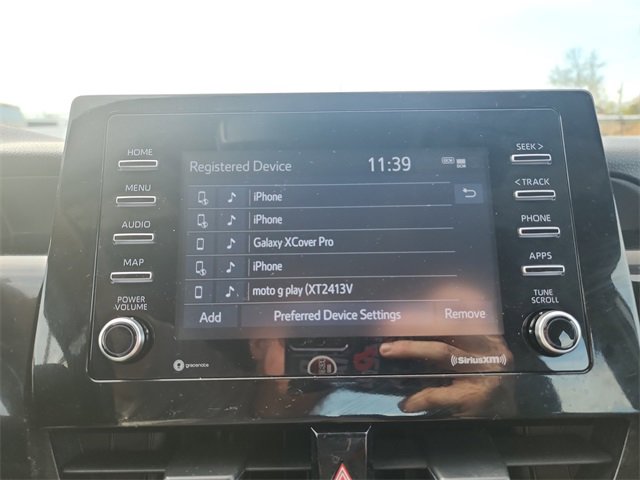 HOME
MENU
AUDIO
MAP
POWER
VOLUME
gracenote
Registered Device 11:39
iPhone
iPhone
Galaxy XCover Pro
iPhone
moto g play (XT2413V
Add Preferred Device Settings Remove
SEEK >
< TRACK
PHONE
APPS
TUNE
SCROLL
((SiriusXM))